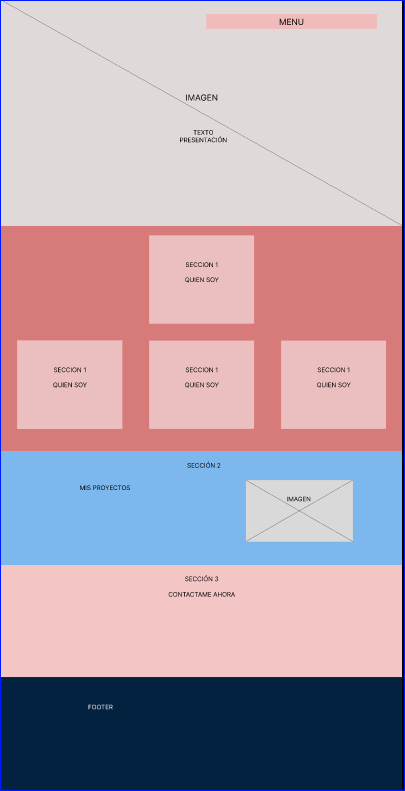 MENU
IMAGEN
TEXTO
PRESENTACIÓN
SECCION 1
QUIEN SOY
SECCION 1
QUIEN SOY
SECCION 1
QUIEN SOY
SECCION 1
QUIEN SOY
SECCIÓN 2
MIS PROYECTOS
IMAGEN
SECCIÓN 3
CONTACTAME AHORA
FOOTER